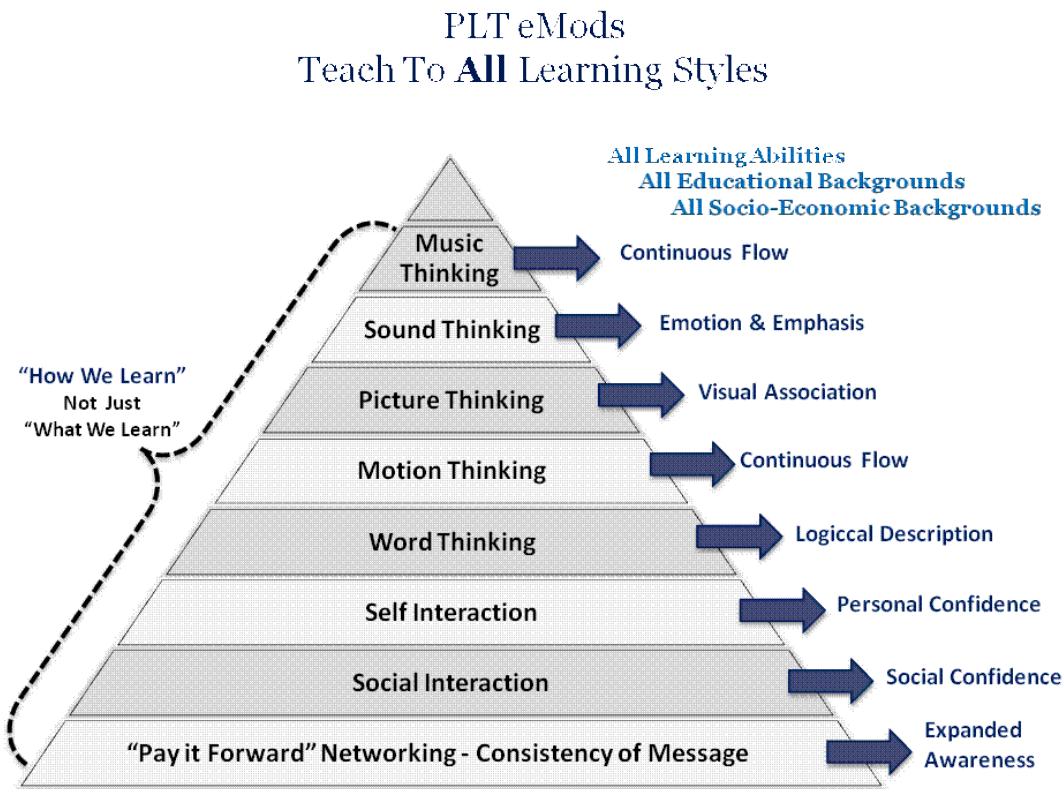 PLT eMods
Teach To All Learning Styles
All Learning Abilities
All Educational Backgrounds
All Socio-Economic Backgrounds
Music
Thinking
Continuous Flow
Sound Thinking
Emotion & Emphasis
"How We Learn"
Not Just
"What We Learn"
Picture Thinking
Visual Association
Motion Thinking
Continuous Flow
Word Thinking
Logiccal Description
Self Interaction
Personal Confidence
Social Interaction
Social Confidence
"Pay it Forward" Networking - Consistency of Message
Expanded
Awareness